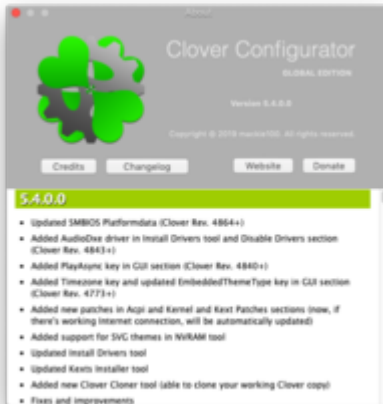 About
Clover Configurator
GLOBAL EDITION
Version 5.4.0.0
Copyright © 2019 mackie100. All rights reserved.
Credits
Changelog
Website
Donate
5.4.0.0
• Updated SMBIOS Platformdata (Clover Rev. 4864+)
• Added AudioDxe driver in Install Drivers tool and Disable Drivers section
(Clover Rev. 4843+)
• Added PlayAsync key in GUI section (Clover Rev. 4840+)
• Added Timezone key and updated EmbeddedThemeType key in GUI section
(Clover Rev. 4773+)
• Added new patches in Acpi and Kernel and Kext Patches sections (now, if
there's working Internet connection, will be automatically updated)
• Added support for SVG themes in NVRAM tool
• Updated Install Drivers tool
• Updated Kexts Installer tool
• Added new Clover Cloner tool (able to clone your working Clover copy)
• Fixes and improvements